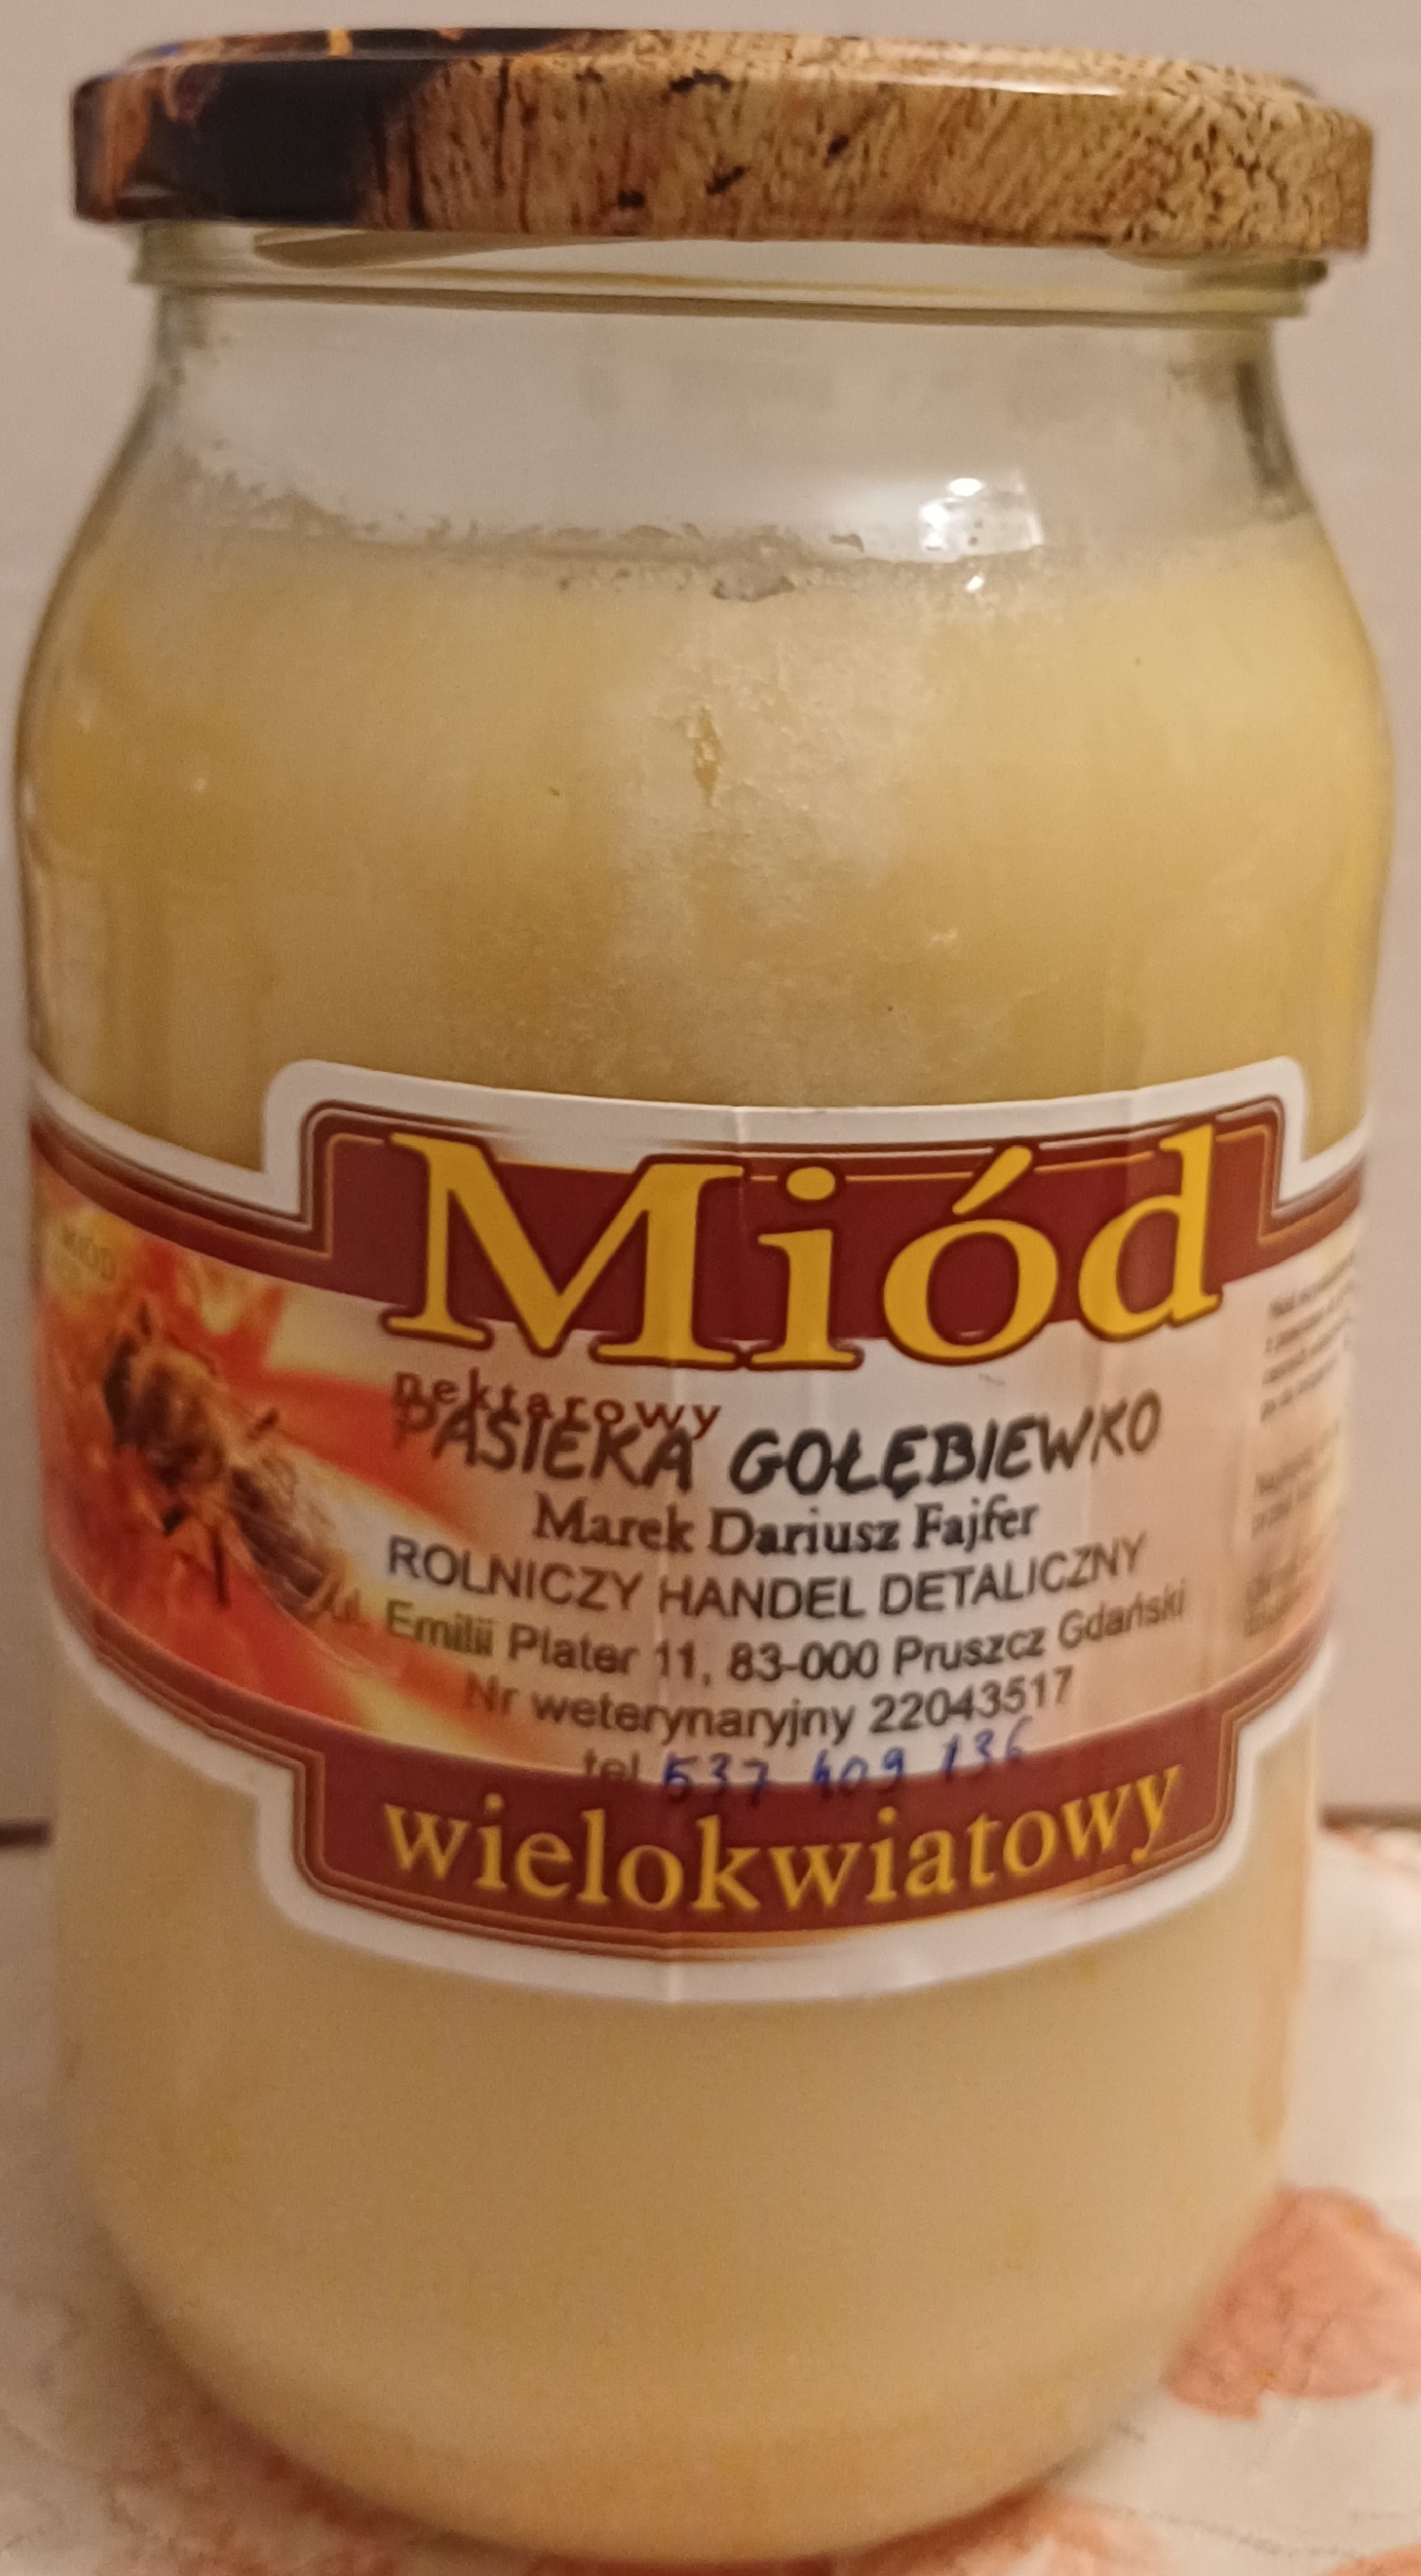 Miód
nektarowy
PASIEKA GOŁĘBIEWKO
Marek Dariusz Fajfer
ROLNICZY HANDEL DETALICZNY
ul. Emilii Plater 11, 83-000 Pruszcz Gdański
Nr weterynaryjny 22043517
tel 537 409 136
wielokwiatowy
MIÓD